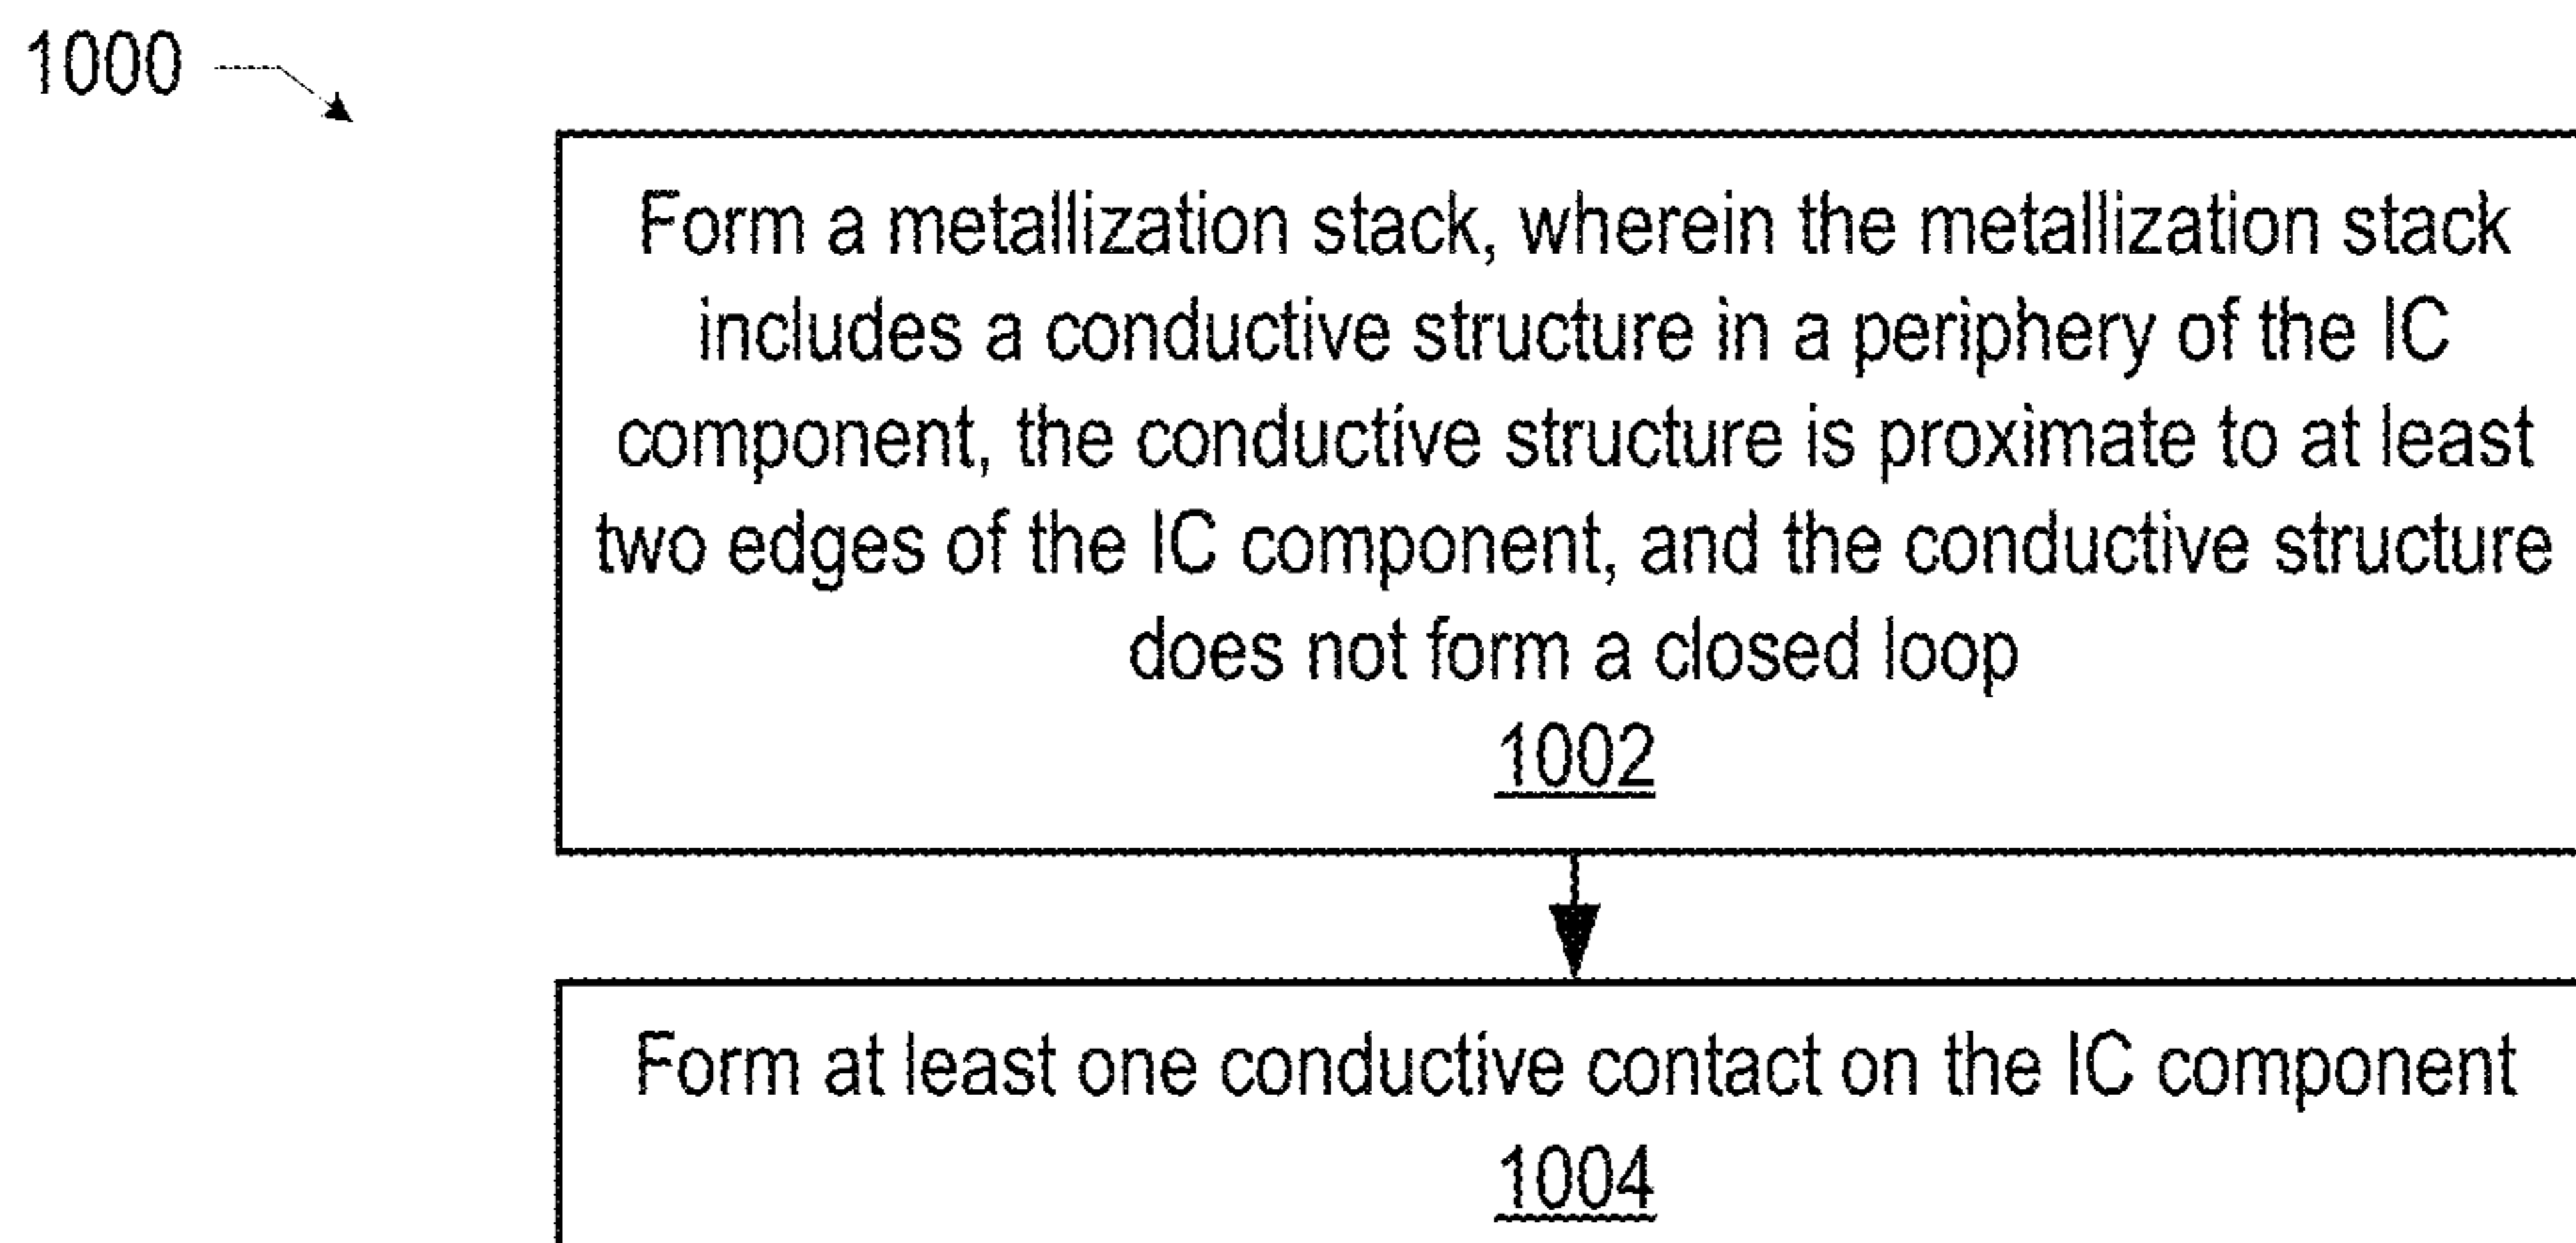 1000
Form a metallization stack, wherein the metallization stack
includes a conductive structure in a periphery of the IC
component, the conductive structure is proximate to at least
two edges of the IC component, and the conductive structure
does not form a closed loop
1002
Form at least one conductive contact on the IC component
1004